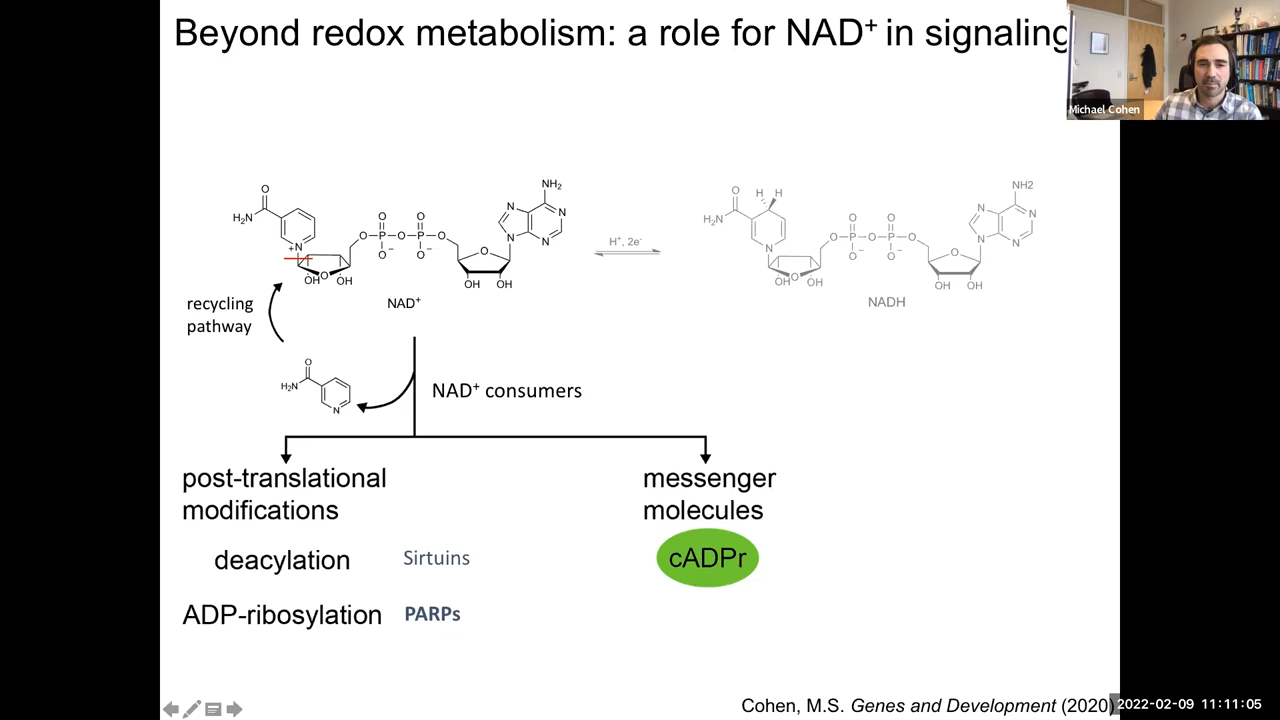 Beyond redox metabolism: a role for NAD+ in signaling
Michael Cohen
O
H₂N
+
N
OH
OH
O
O
O
P
O⁻
O
O
P
O⁻
O
O
OH
OH
N
N
N
N
NH₂
NAD+
H⁺, 2e⁻
O
H₂N
H
H
N
OH
OH
O
O
O
P
O⁻
O
O
P
O⁻
O
O
OH
OH
N
N
N
N
NH2
NADH
recycling
pathway
O
H₂N
N
NAD+ consumers
post-translational
modifications
messenger
molecules
deacylation
Sirtuins
cADPr
ADP-ribosylation
PARPs
Cohen, M.S. Genes and Development (2020)
2022-02-09 11:11:05